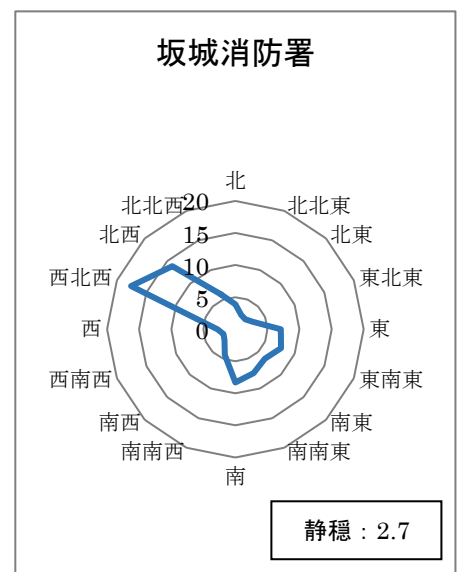 坂城消防署
北
北北西
20
北北東
北西
15
北東
西北西
10
東北東
5
西
0
東
西南西
東南東
南西
南東
南南西
南南東
南
静穏：2.7